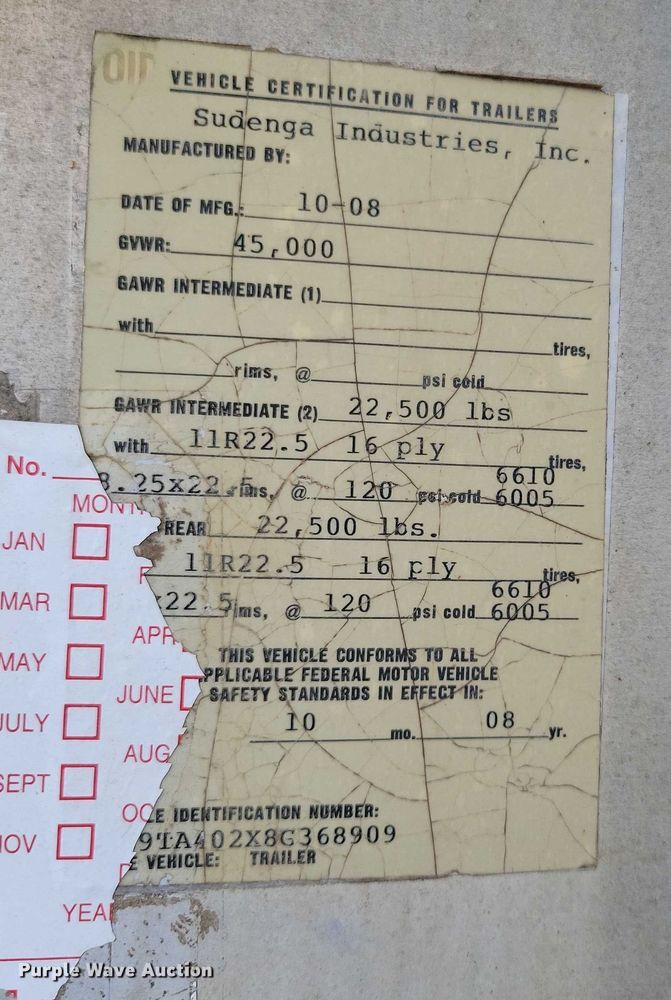 VEHICLE CERTIFICATION FOR TRAILERS
Sudenga Industries, Inc.
MANUFACTURED BY:
DATE OF MFG.: 10-08
GVWR: 45,000
GAWR INTERMEDIATE (1)
with tires,
rims, @ psi cold
GAWR INTERMEDIATE (2) 22,500 lbs
with 11R22.5 16 ply tires,
8.25x22.5 rims, @ 120 psi cold 6610 6005
REAR 22,500 lbs.
11R22.5 16 ply tires,
22.5 ims, @ 120 psi cold 6610 6005
THIS VEHICLE CONFORMS TO ALL
PPLICABLE FEDERAL MOTOR VEHICLE
SAFETY STANDARDS IN EFFECT IN:
10 mo. 08 yr.
E IDENTIFICATION NUMBER:
9TA402X8G368909
E VEHICLE: TRAILER
No.
MONT
JAN
MAR
APR
MAY
JUNE
JULY
AUG
SEPT
OC
NOV
YEAR
Purple Wave Auction